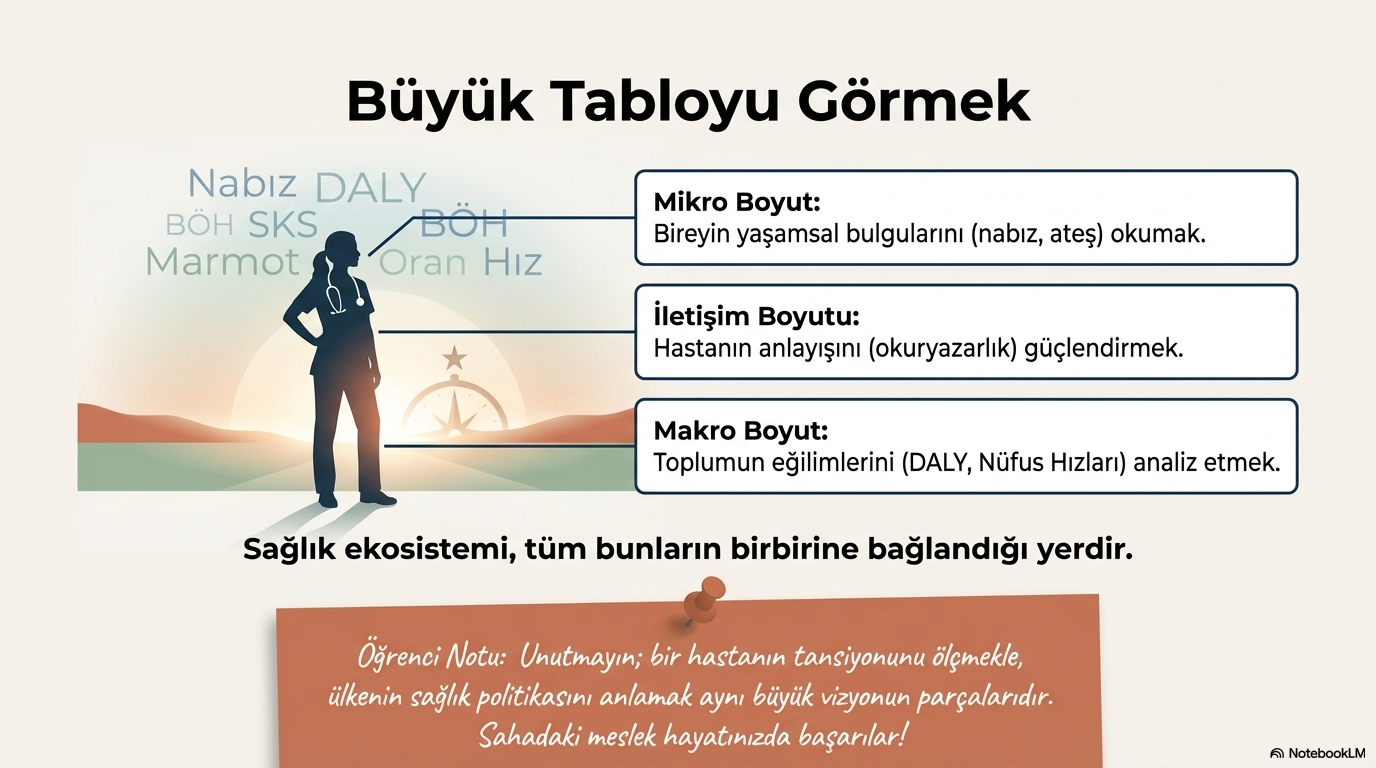 Büyük Tabloyu Görmek
Nabız DALY
BÖH SKS BÖH
Marmot Oran Hız
Mikro Boyut:
Bireyin yaşamsal bulgularını (nabız, ateş) okumak.
İletişim Boyutu:
Hastanın anlayışını (okuryazarlık) güçlendirmek.
Makro Boyut:
Toplumun eğilimlerini (DALY, Nüfus Hızları) analiz etmek.
Sağlık ekosistemi, tüm bunların birbirine bağlandığı yerdir.
Öğrenci Notu: Unutmayın; bir hastanın tansiyonunu ölçmekle,
ülkenin sağlık politikasını anlamak aynı büyük vizyonun parçalarıdır.
Sahadaki meslek hayatınızda başarılar!
NotebookLM